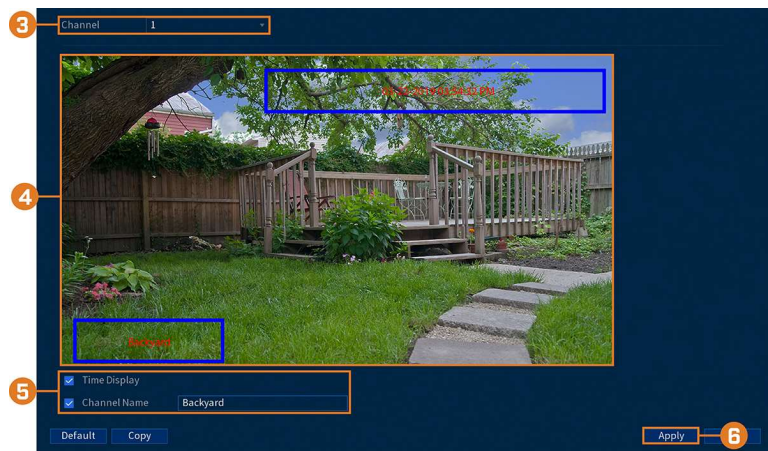 3
Channel 1
4
Backyard
5
Time Display
Channel Name Backyard
Default Copy Apply 6